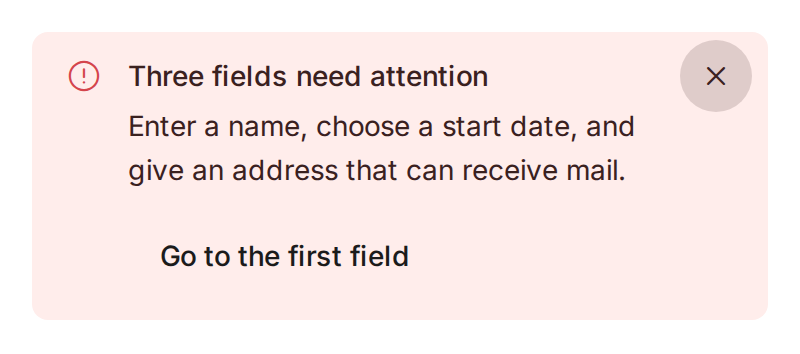 Three fields need attention
Enter a name, choose a start date, and
give an address that can receive mail.
Go to the first field